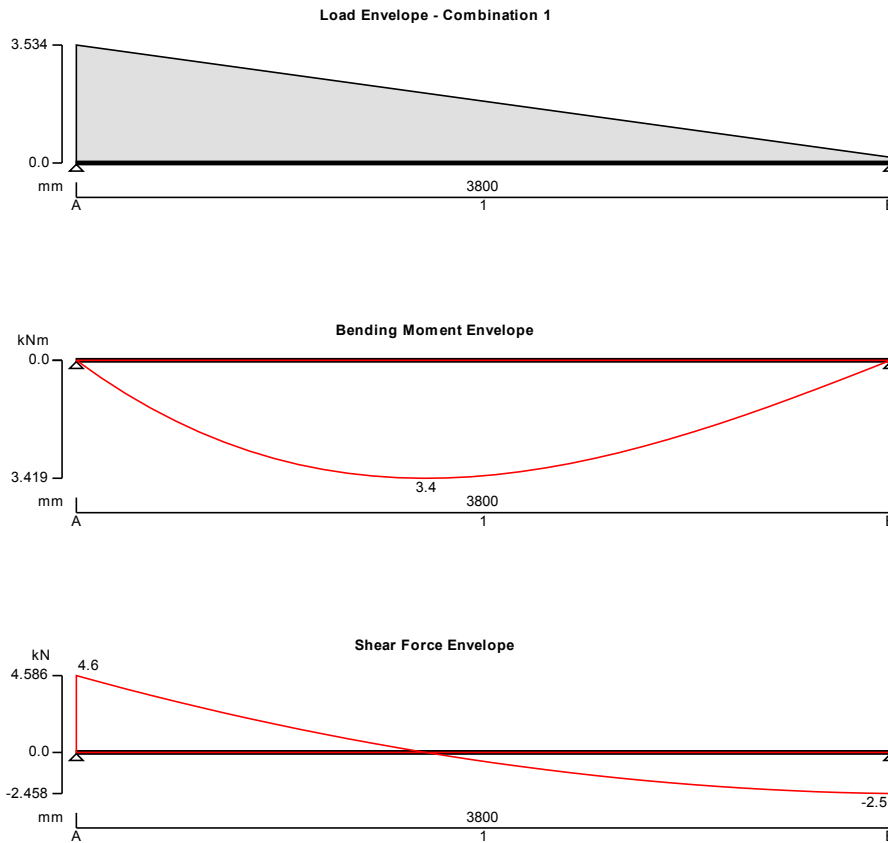 Load Envelope - Combination 1
3.534
0.0
mm
3800
A
1
Bending Moment Envelope
kNm
0.0
3.419
3.4
mm
3800
A
1
Shear Force Envelope
kN
4.586
4.6
0.0
-2.458
-2.5
mm
3800
A
1